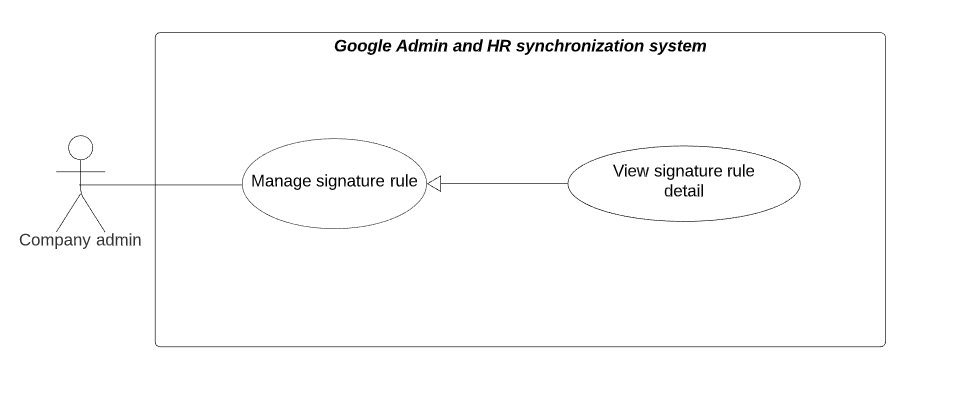 Google Admin and HR synchronization system
Manage signature rule
View signature rule
detail
Company admin